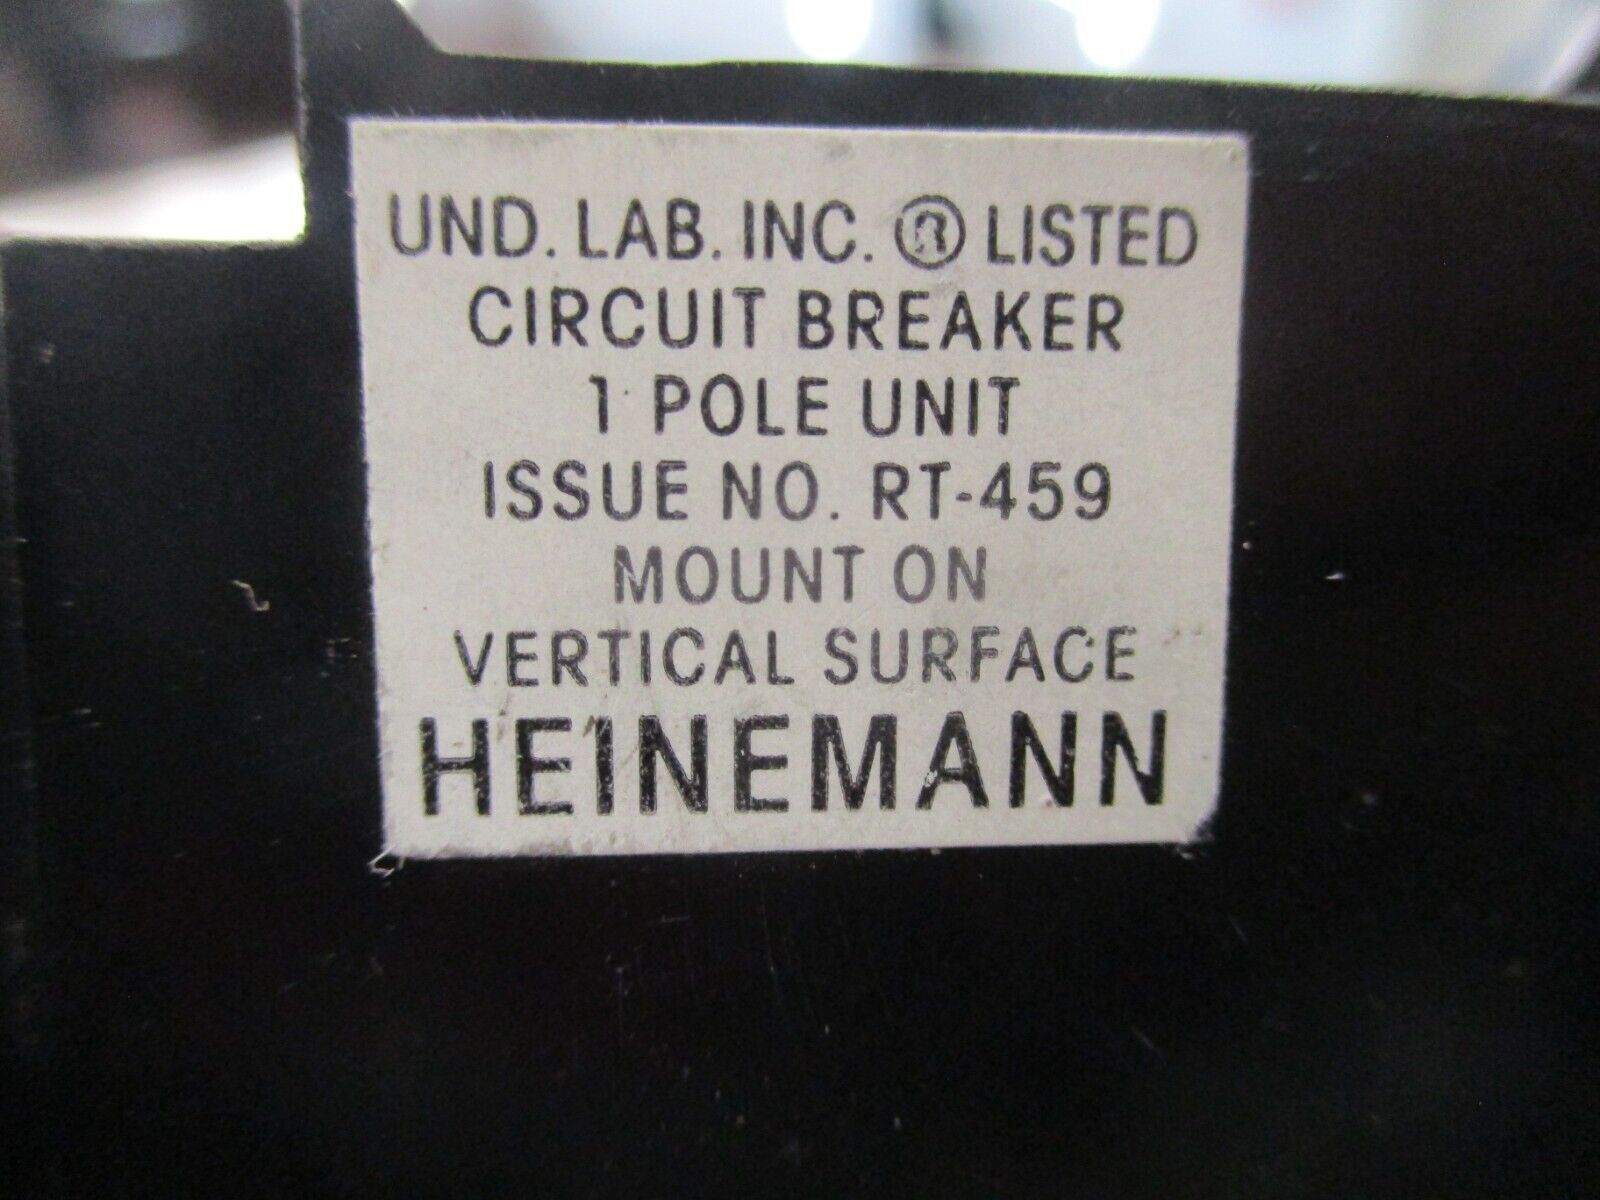 UND. LAB. INC. ® LISTED
CIRCUIT BREAKER
1 POLE UNIT
ISSUE NO. RT-459
MOUNT ON
VERTICAL SURFACE
HEINEMANN